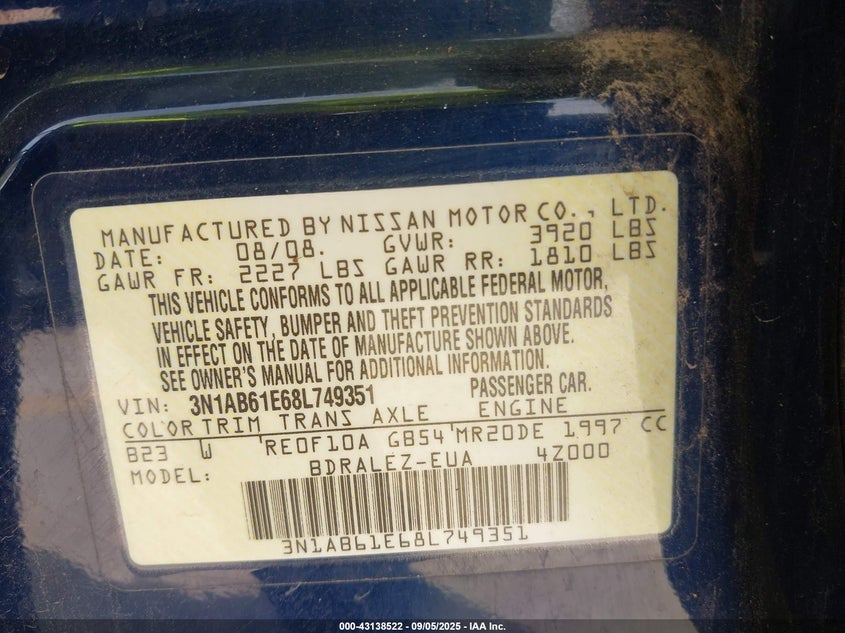 MANUFACTURED BY NISSAN MOTOR CO., LTD.
DATE: 08/08. GVWR: 3920 LBS
GAWR FR: 2227 LBS GAWR RR: 1810 LBS
THIS VEHICLE CONFORMS TO ALL APPLICABLE FEDERAL MOTOR,
VEHICLE SAFETY, BUMPER AND THEFT PREVENTION STANDARDS
IN EFFECT ON THE DATE OF MANUFACTURE SHOWN ABOVE.
SEE OWNER'S MANUAL FOR ADDITIONAL INFORMATION.
VIN: 3N1AB61E68L749351 PASSENGER CAR.
COLOR TRIM TRANS AXLE ENGINE
B23 W RE0F10A GB54 MR20DE 1997 CC
MODEL: BDRALEZ-EUA 4Z000
3N1AB61E68L749351
000-43138522 - 09/05/2025 - IAA Inc.